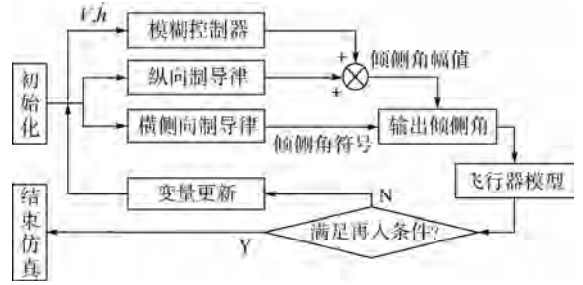 V,ḣ
模糊控制器
+
倾侧角幅值
初始化
纵向制导律
+
横侧向制导律
倾侧角符号
输出倾侧角
飞行器模型
变量更新
N
满足再入条件?
Y
结束仿真